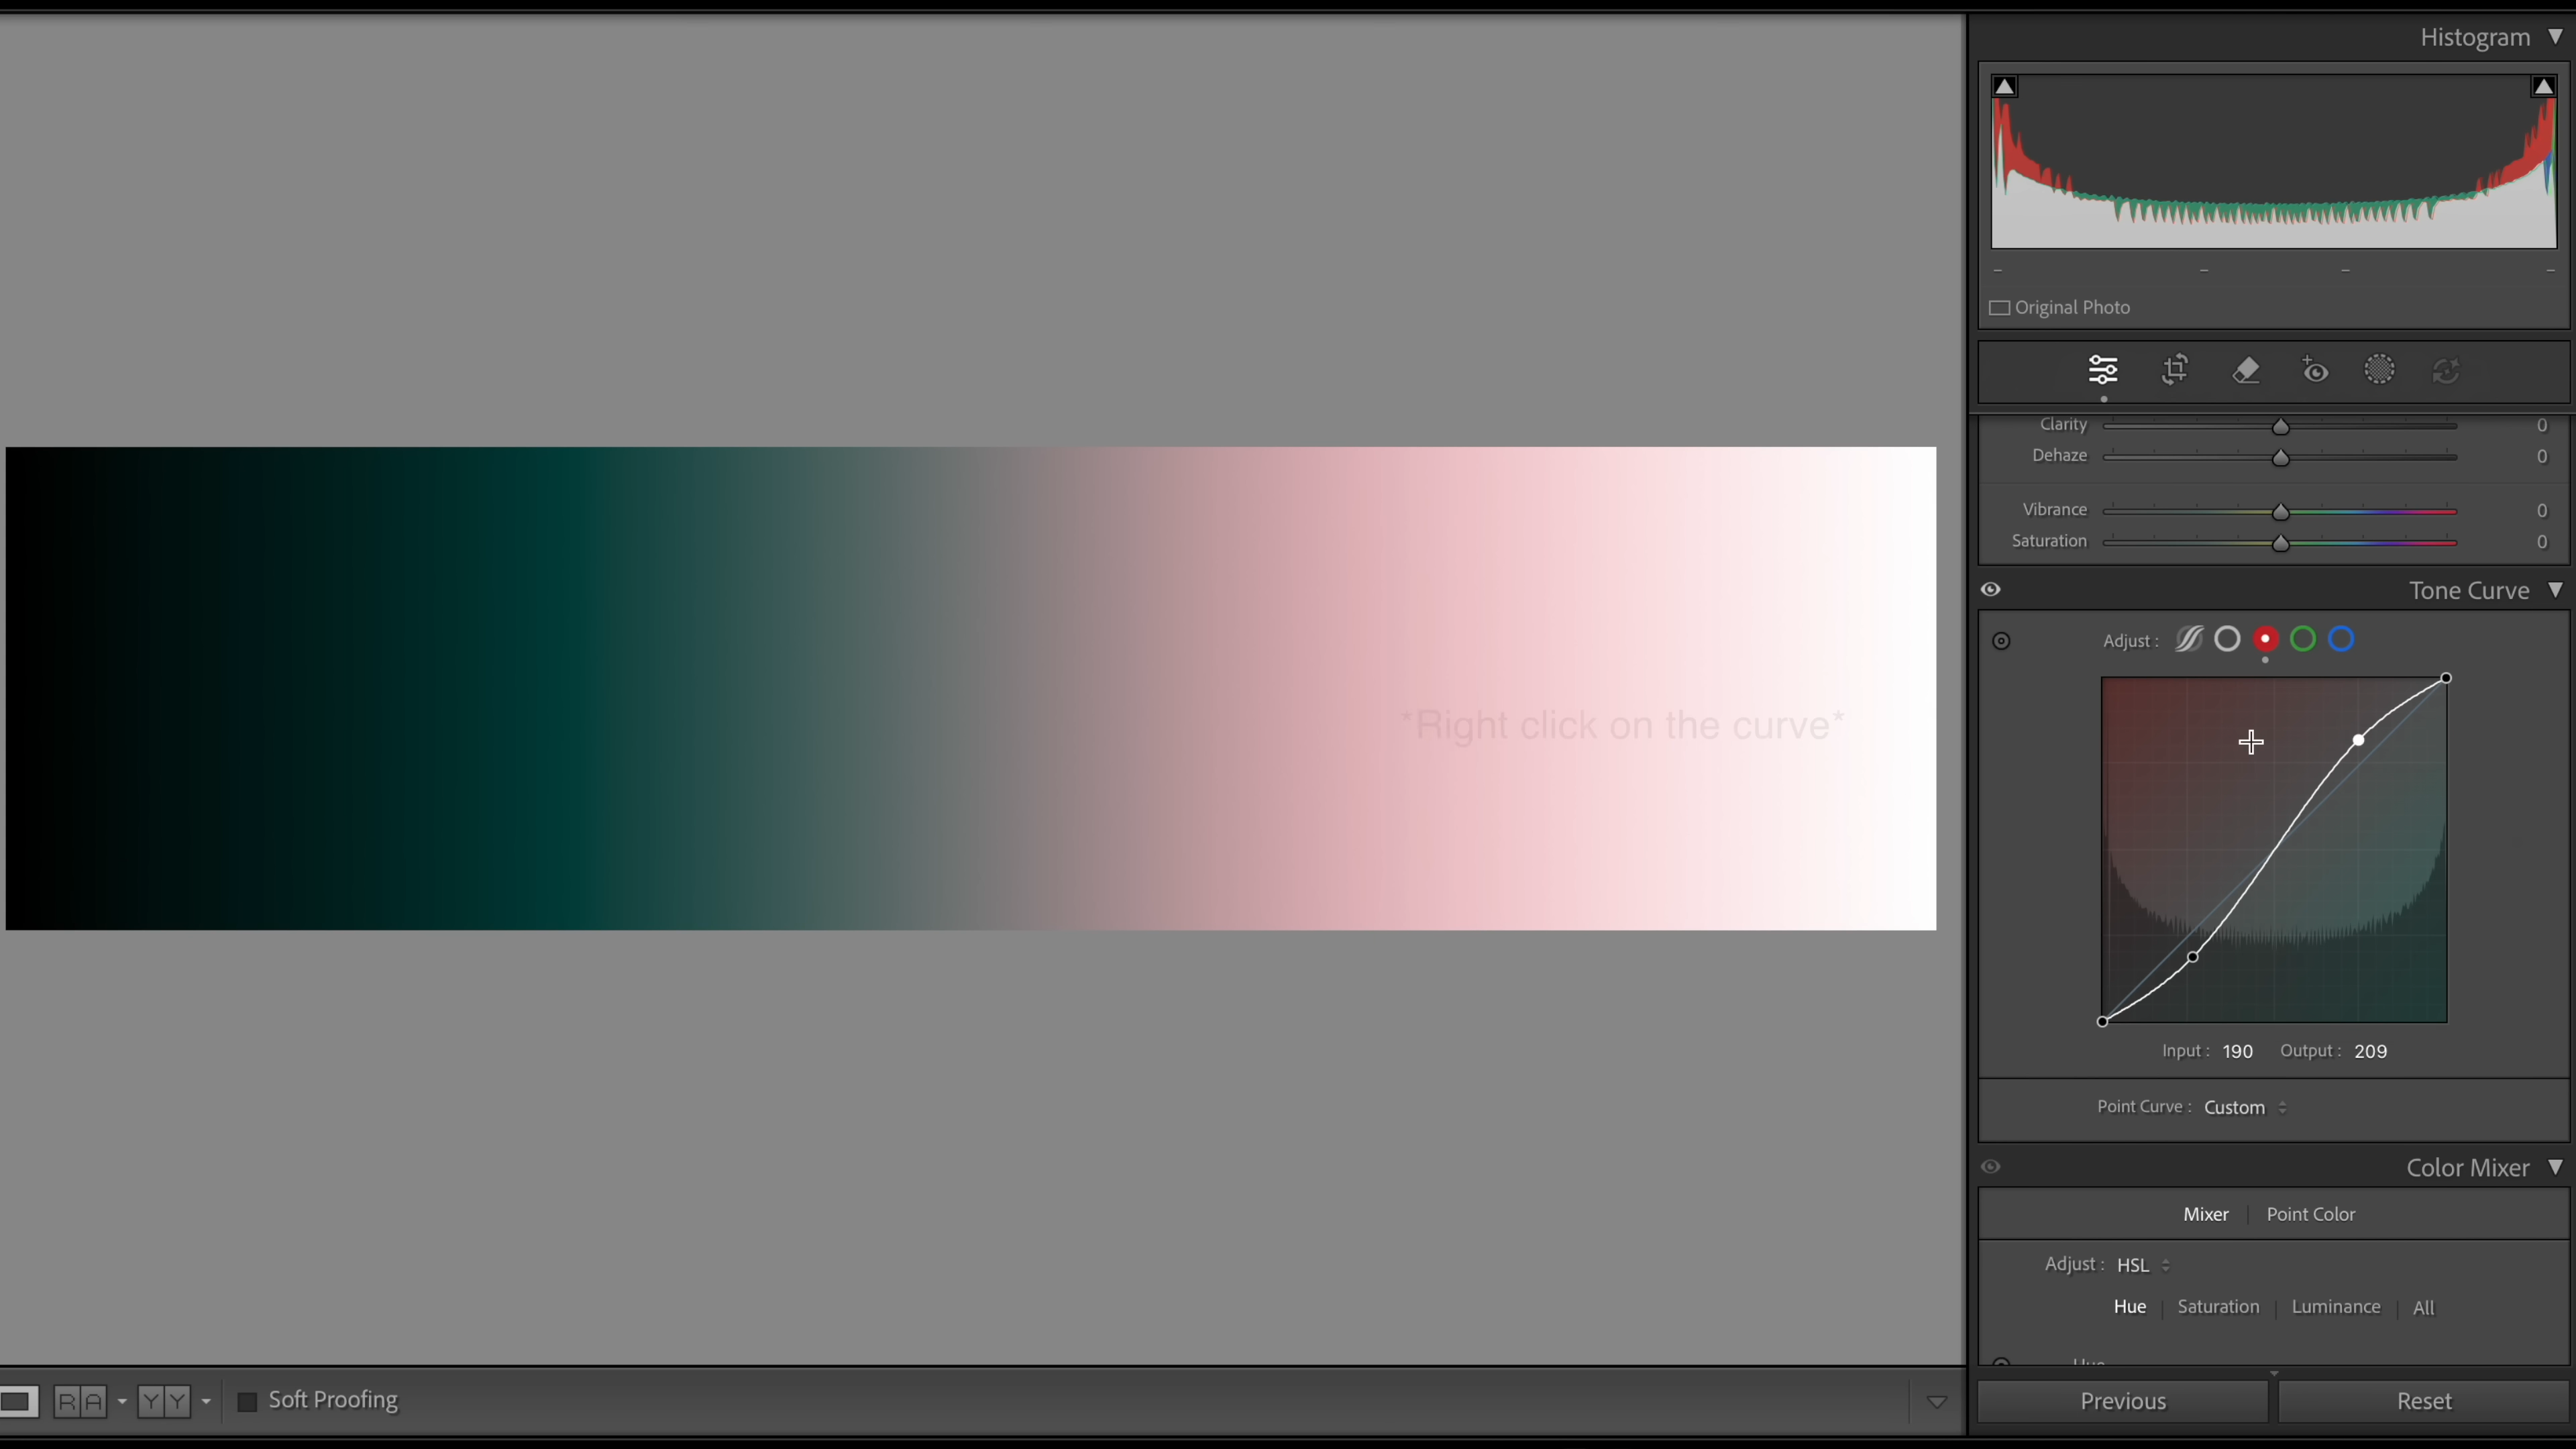 Histogram
Original Photo
Clarity 0
Dehaze 0
Vibrance 0
Saturation 0
Tone Curve
Adjust :
*Right click on the curve*
Input : 190 Output : 209
Point Curve : Custom
Color Mixer
Mixer Point Color
Adjust : HSL
Hue Saturation Luminance All
Hue
R A Y Y Soft Proofing
Previous Reset